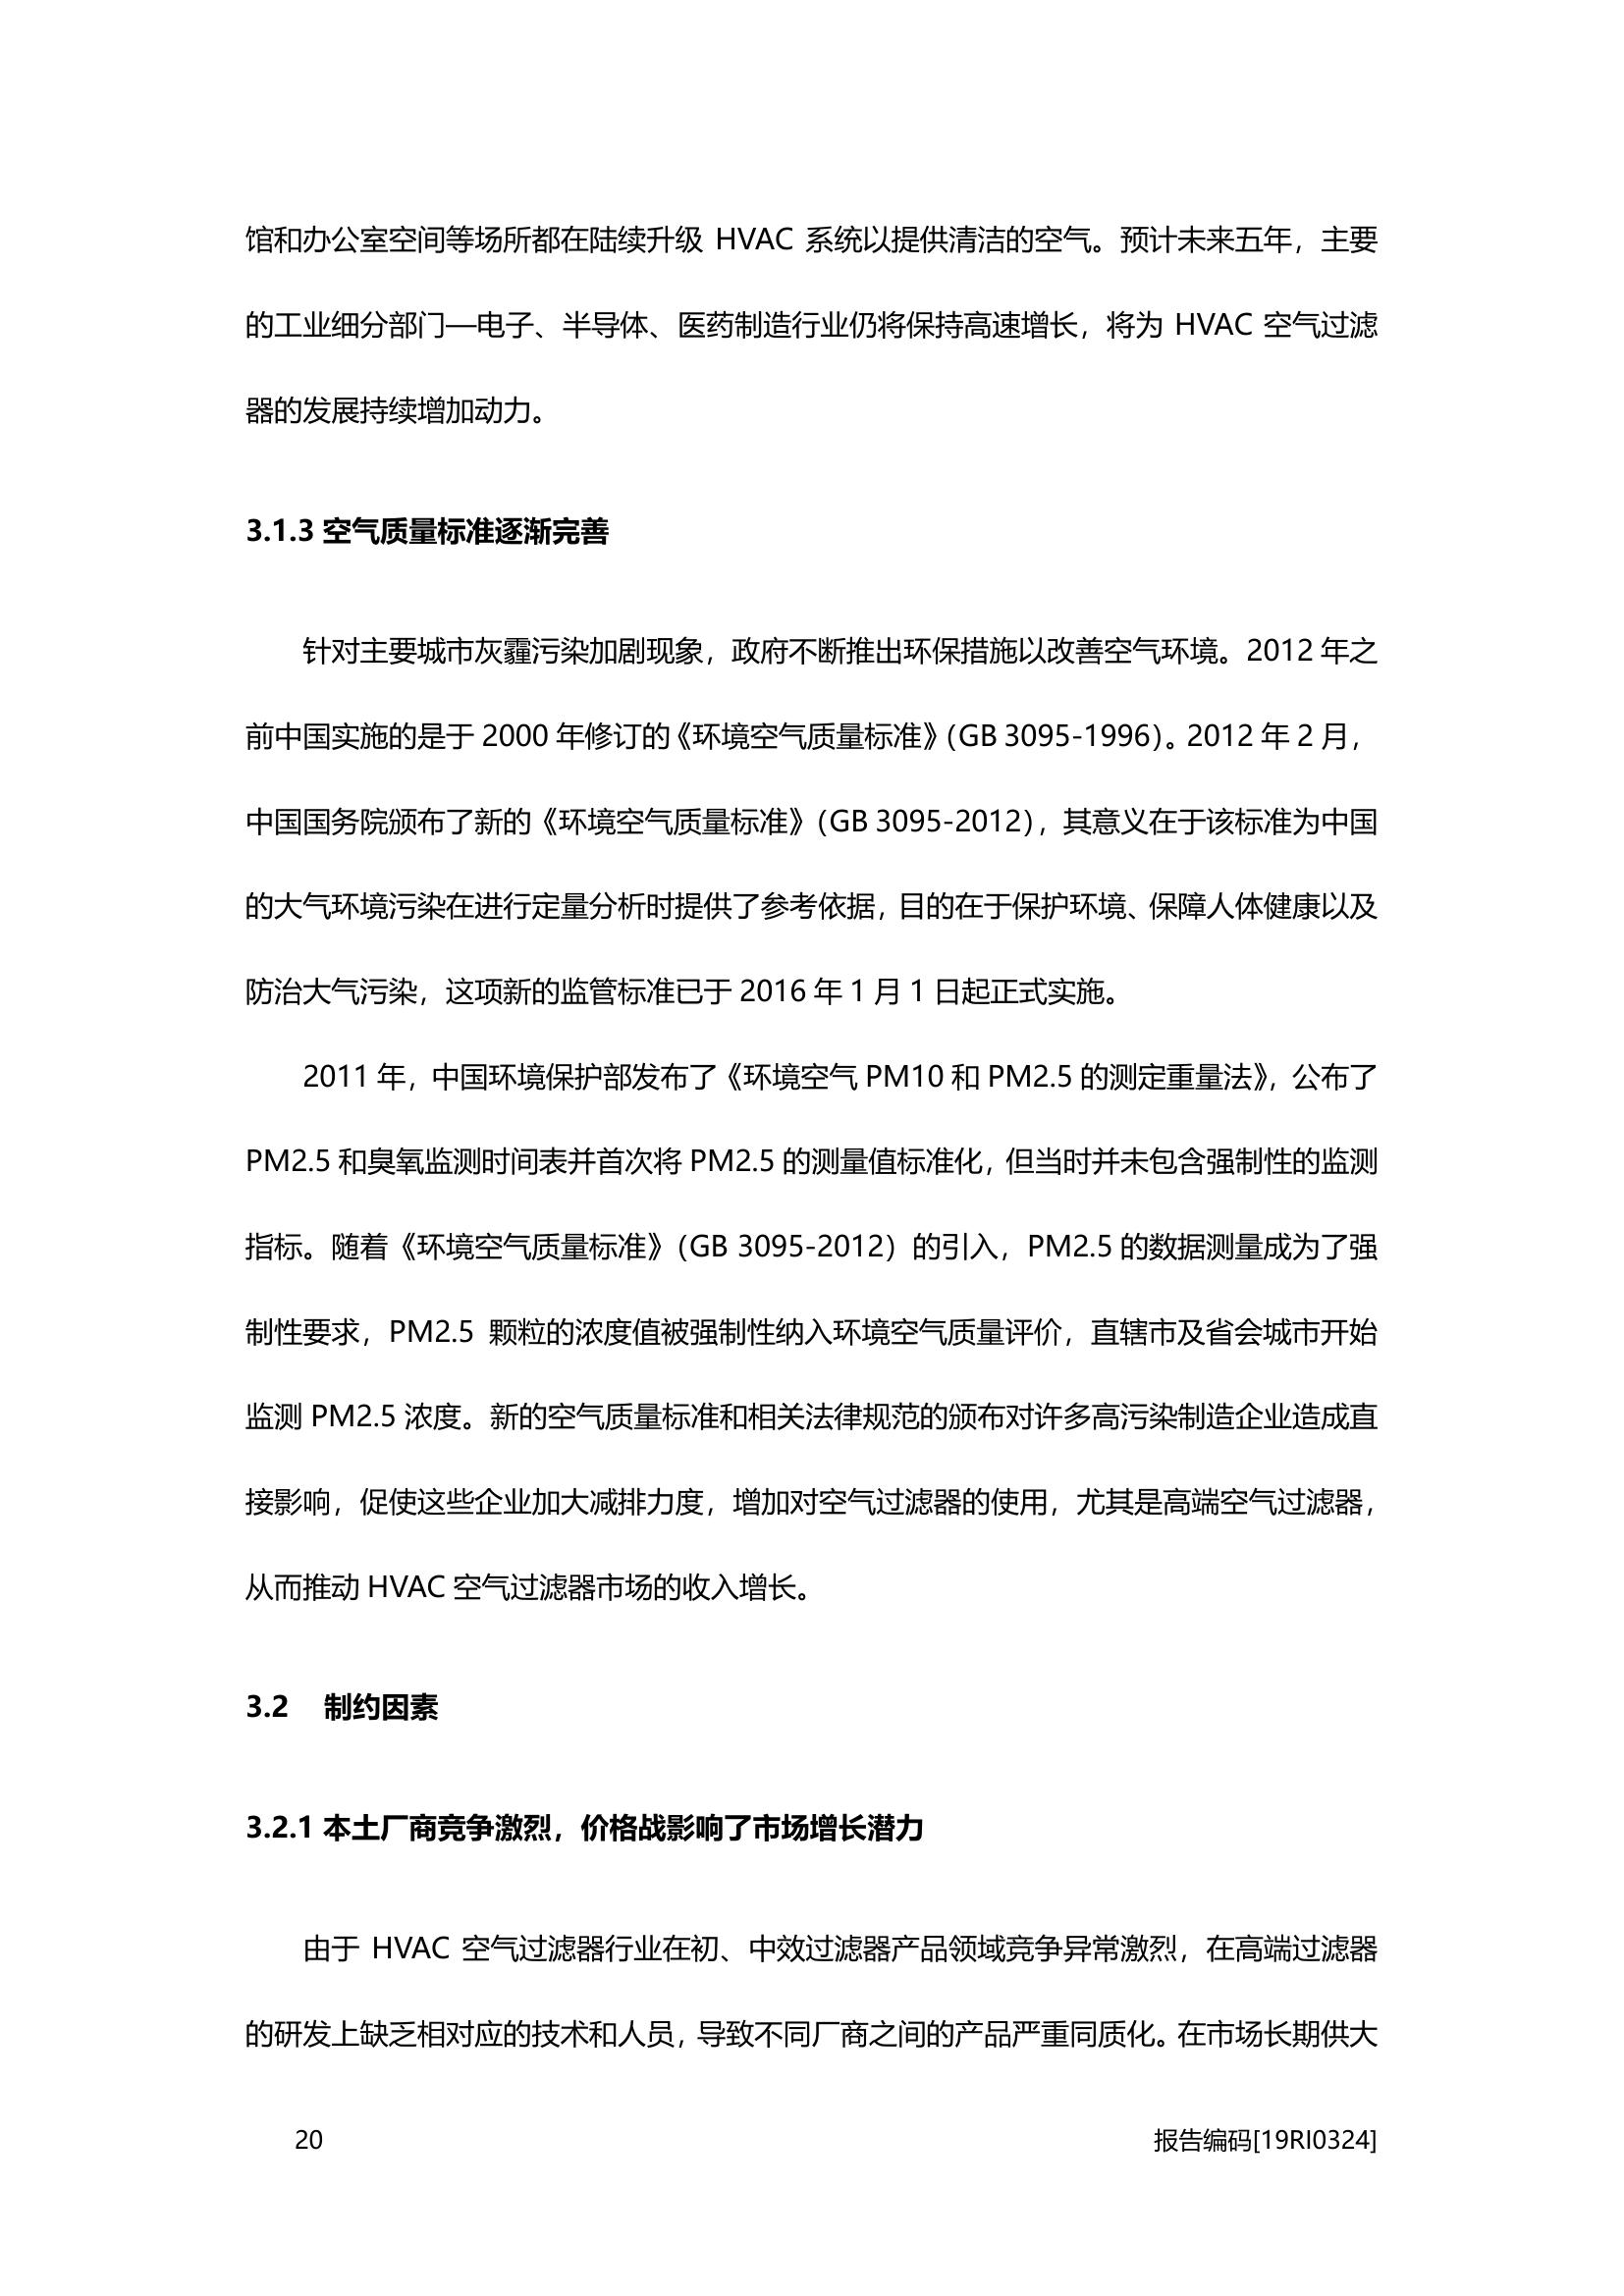 馆和办公室空间等场所都在陆续升级 HVAC 系统以提供清洁的空气。预计未来五年，主要
的工业细分部门—电子、半导体、医药制造行业仍将保持高速增长，将为 HVAC 空气过滤
器的发展持续增加动力。
3.1.3 空气质量标准逐渐完善
针对主要城市灰霾污染加剧现象，政府不断推出环保措施以改善空气环境。2012 年之
前中国实施的是于 2000 年修订的《环境空气质量标准》（GB 3095-1996）。2012 年 2 月，
中国国务院颁布了新的《环境空气质量标准》（GB 3095-2012），其意义在于该标准为中国
的大气环境污染在进行定量分析时提供了参考依据，目的在于保护环境、保障人体健康以及
防治大气污染，这项新的监管标准已于 2016 年 1 月 1 日起正式实施。
2011 年，中国环境保护部发布了《环境空气 PM10 和 PM2.5 的测定重量法》，公布了
PM2.5 和臭氧监测时间表并首次将 PM2.5 的测量值标准化，但当时并未包含强制性的监测
指标。随着《环境空气质量标准》（GB 3095-2012）的引入，PM2.5 的数据测量成为了强
制性要求，PM2.5 颗粒的浓度值被强制性纳入环境空气质量评价，直辖市及省会城市开始
监测 PM2.5 浓度。新的空气质量标准和相关法律规范的颁布对许多高污染制造企业造成直
接影响，促使这些企业加大减排力度，增加对空气过滤器的使用，尤其是高端空气过滤器，
从而推动 HVAC 空气过滤器市场的收入增长。
3.2 制约因素
3.2.1 本土厂商竞争激烈，价格战影响了市场增长潜力
由于 HVAC 空气过滤器行业在初、中效过滤器产品领域竞争异常激烈，在高端过滤器
的研发上缺乏相对应的技术和人员，导致不同厂商之间的产品严重同质化。在市场长期供大
20 报告编码[19RI0324]